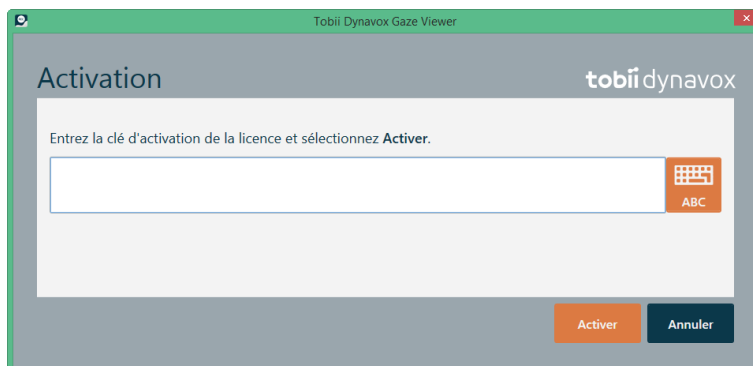 Tobii Dynavox Gaze Viewer
Activation
tobii dynavox
Entrez la clé d'activation de la licence et sélectionnez Activer.
ABC
Activer
Annuler